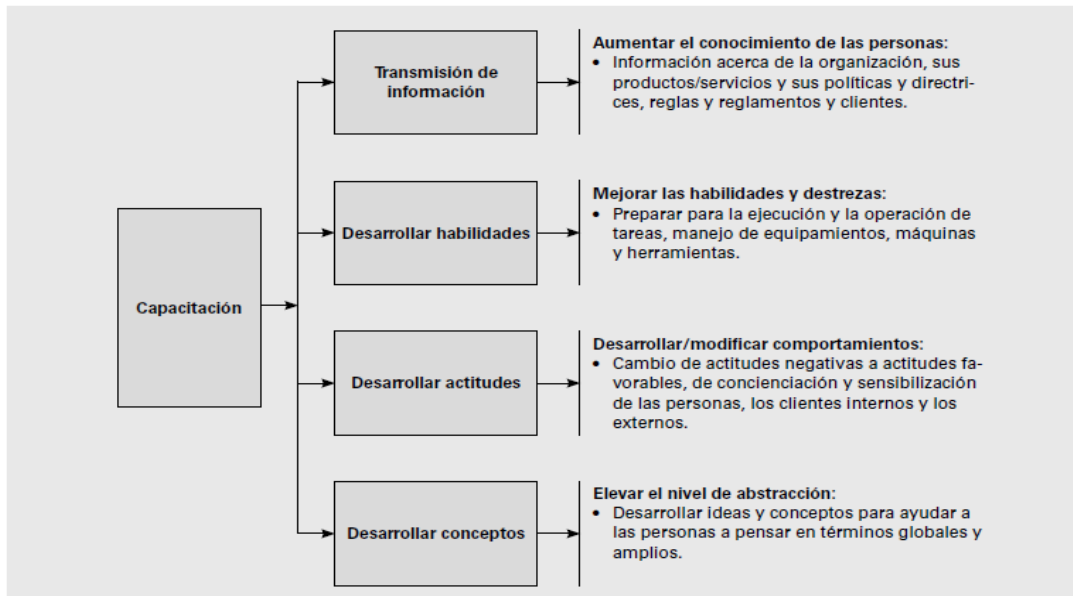 Transmisión de
información
Aumentar el conocimiento de las personas:
• Información acerca de la organización, sus
productos/servicios y sus políticas y directri-
ces, reglas y reglamentos y clientes.
Desarrollar habilidades
Mejorar las habilidades y destrezas:
• Preparar para la ejecución y la operación de
tareas, manejo de equipamientos, máquinas
y herramientas.
Capacitación
Desarrollar actitudes
Desarrollar/modificar comportamientos:
• Cambio de actitudes negativas a actitudes fa-
vorables, de concienciación y sensibilización
de las personas, los clientes internos y los
externos.
Desarrollar conceptos
Elevar el nivel de abstracción:
• Desarrollar ideas y conceptos para ayudar a
las personas a pensar en términos globales y
amplios.